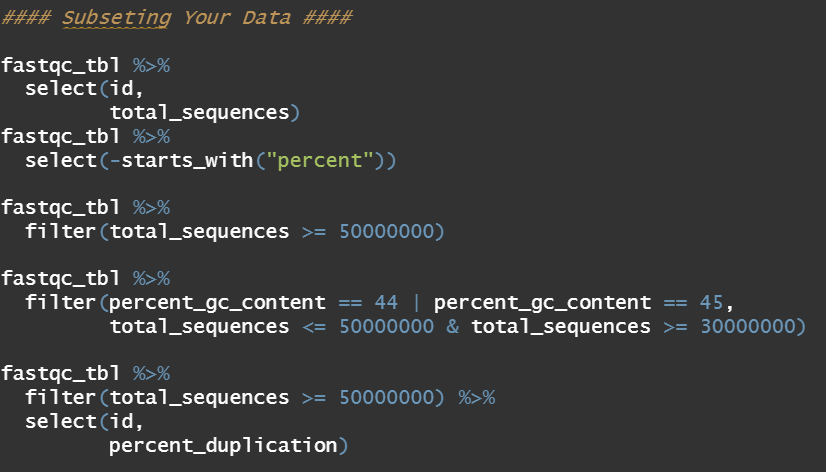 #### Subseting Your Data ####
fastqc_tbl %>%
select(id,
total_sequences)
fastqc_tbl %>%
select(-starts_with("percent"))
fastqc_tbl %>%
filter(total_sequences >= 50000000)
fastqc_tbl %>%
filter(percent_gc_content == 44 | percent_gc_content == 45,
total_sequences <= 50000000 & total_sequences >= 30000000)
fastqc_tbl %>%
filter(total_sequences >= 50000000) %>%
select(id,
percent_duplication)